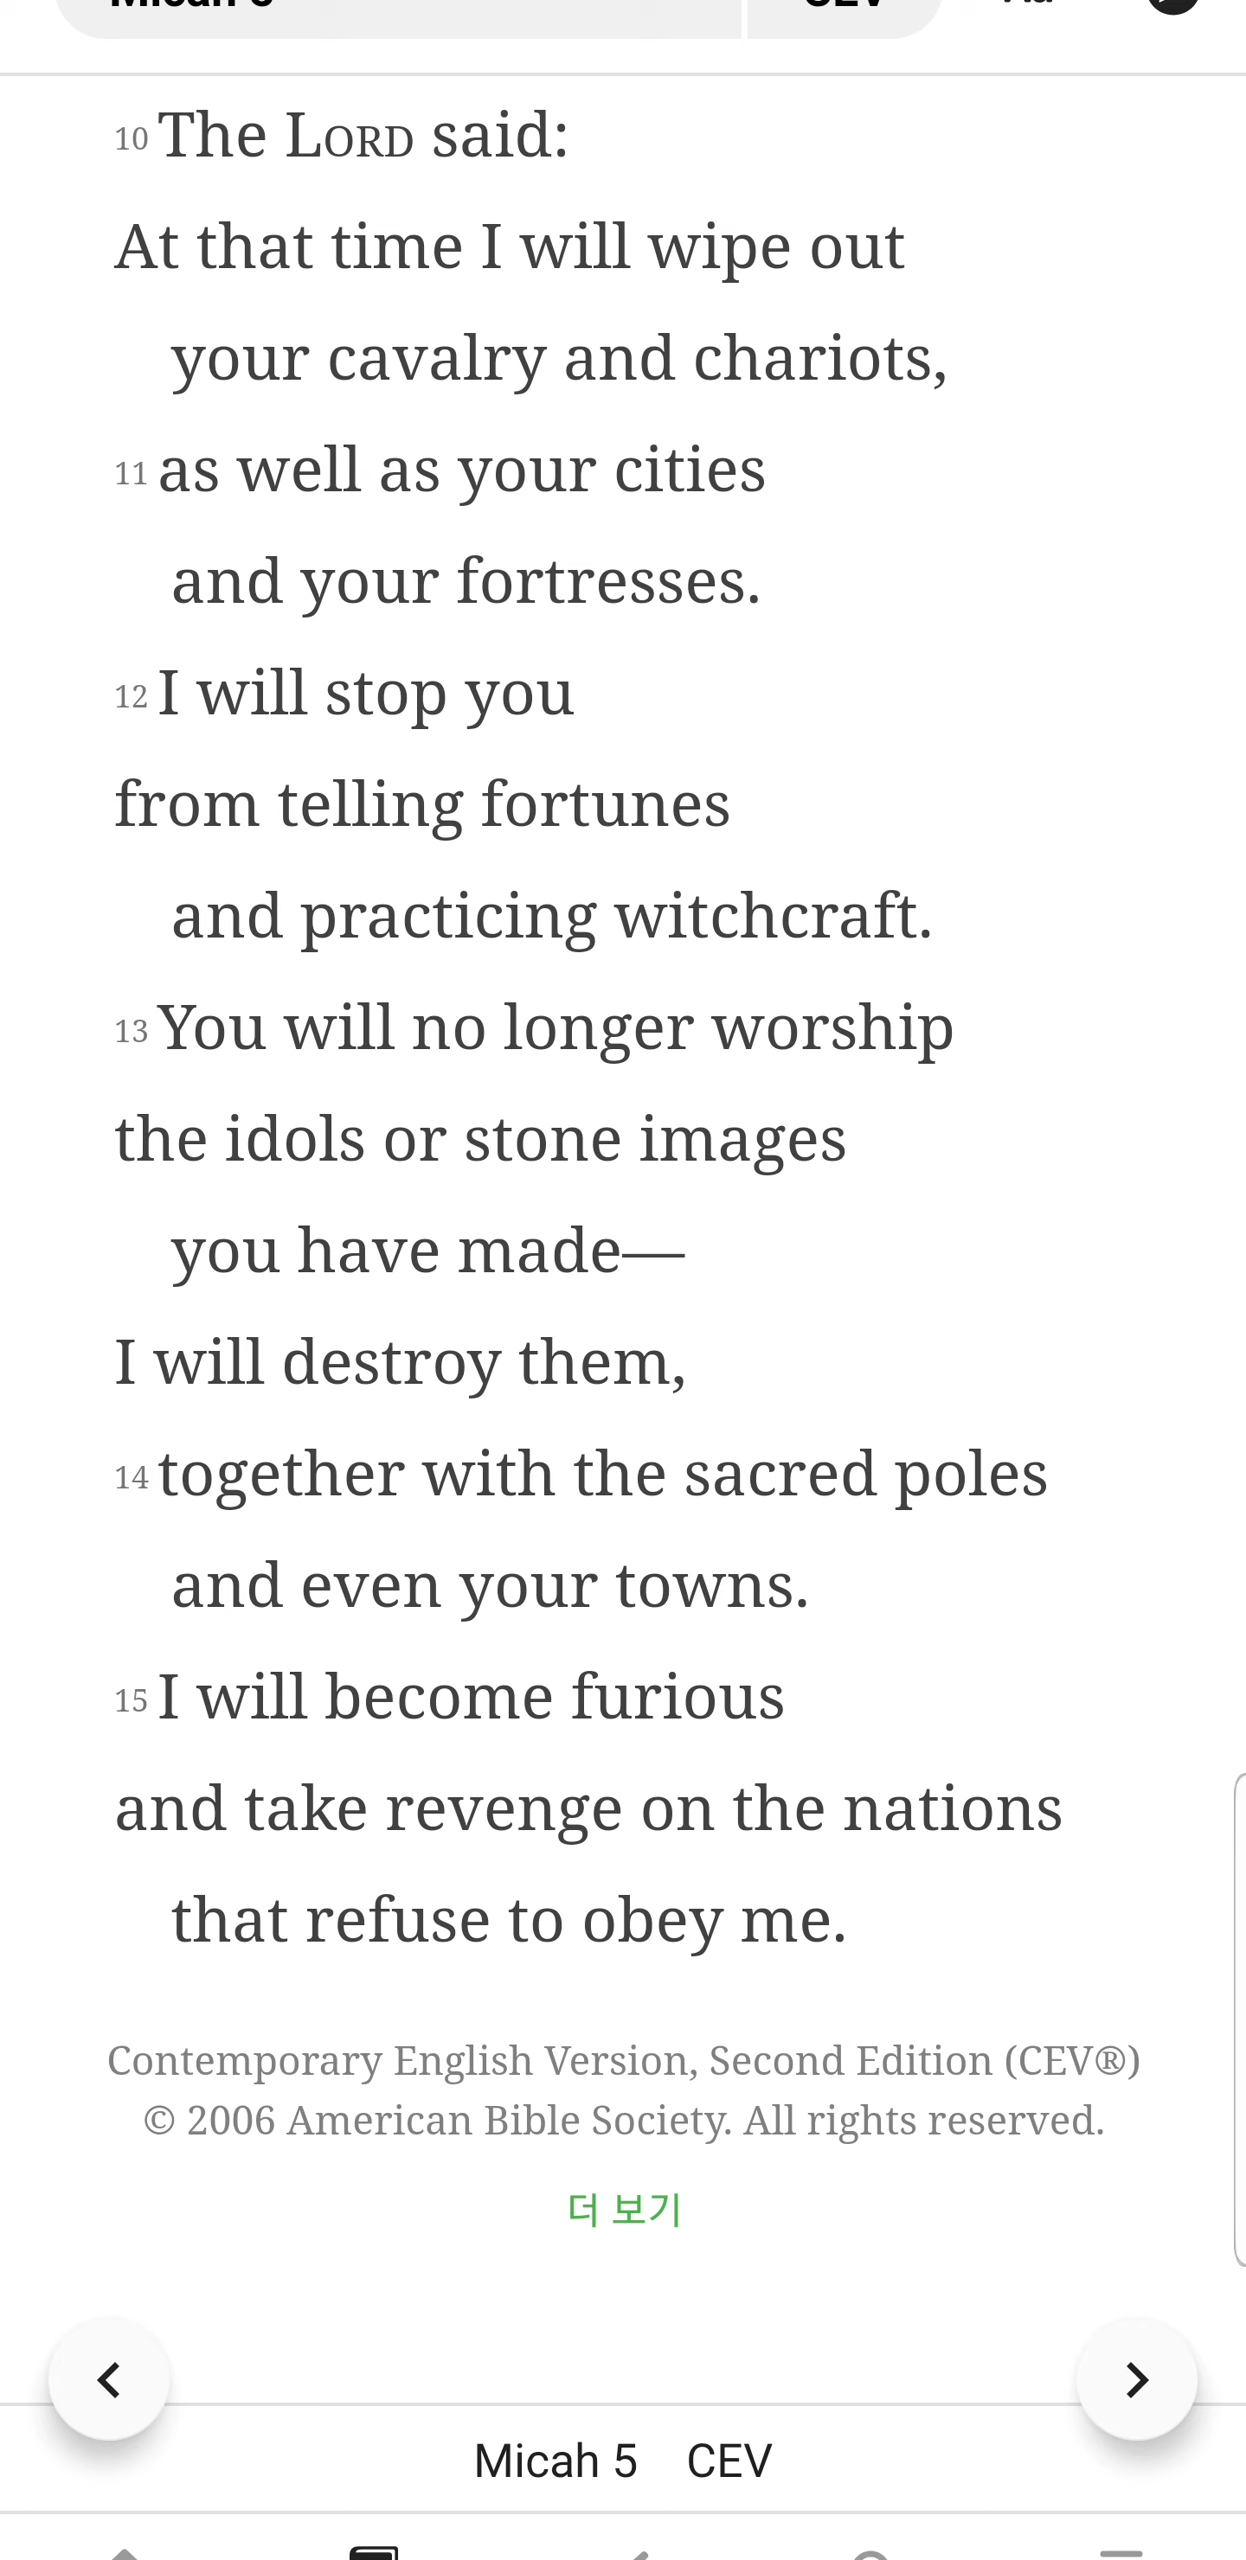 10 The LORD said:
At that time I will wipe out
your cavalry and chariots,
11 as well as your cities
and your fortresses.
12 I will stop you
from telling fortunes
and practicing witchcraft.
13 You will no longer worship
the idols or stone images
you have made—
I will destroy them,
14 together with the sacred poles
and even your towns.
15 I will become furious
and take revenge on the nations
that refuse to obey me.
Contemporary English Version, Second Edition (CEV®)
© 2006 American Bible Society. All rights reserved.
더 보기
Micah 5 CEV